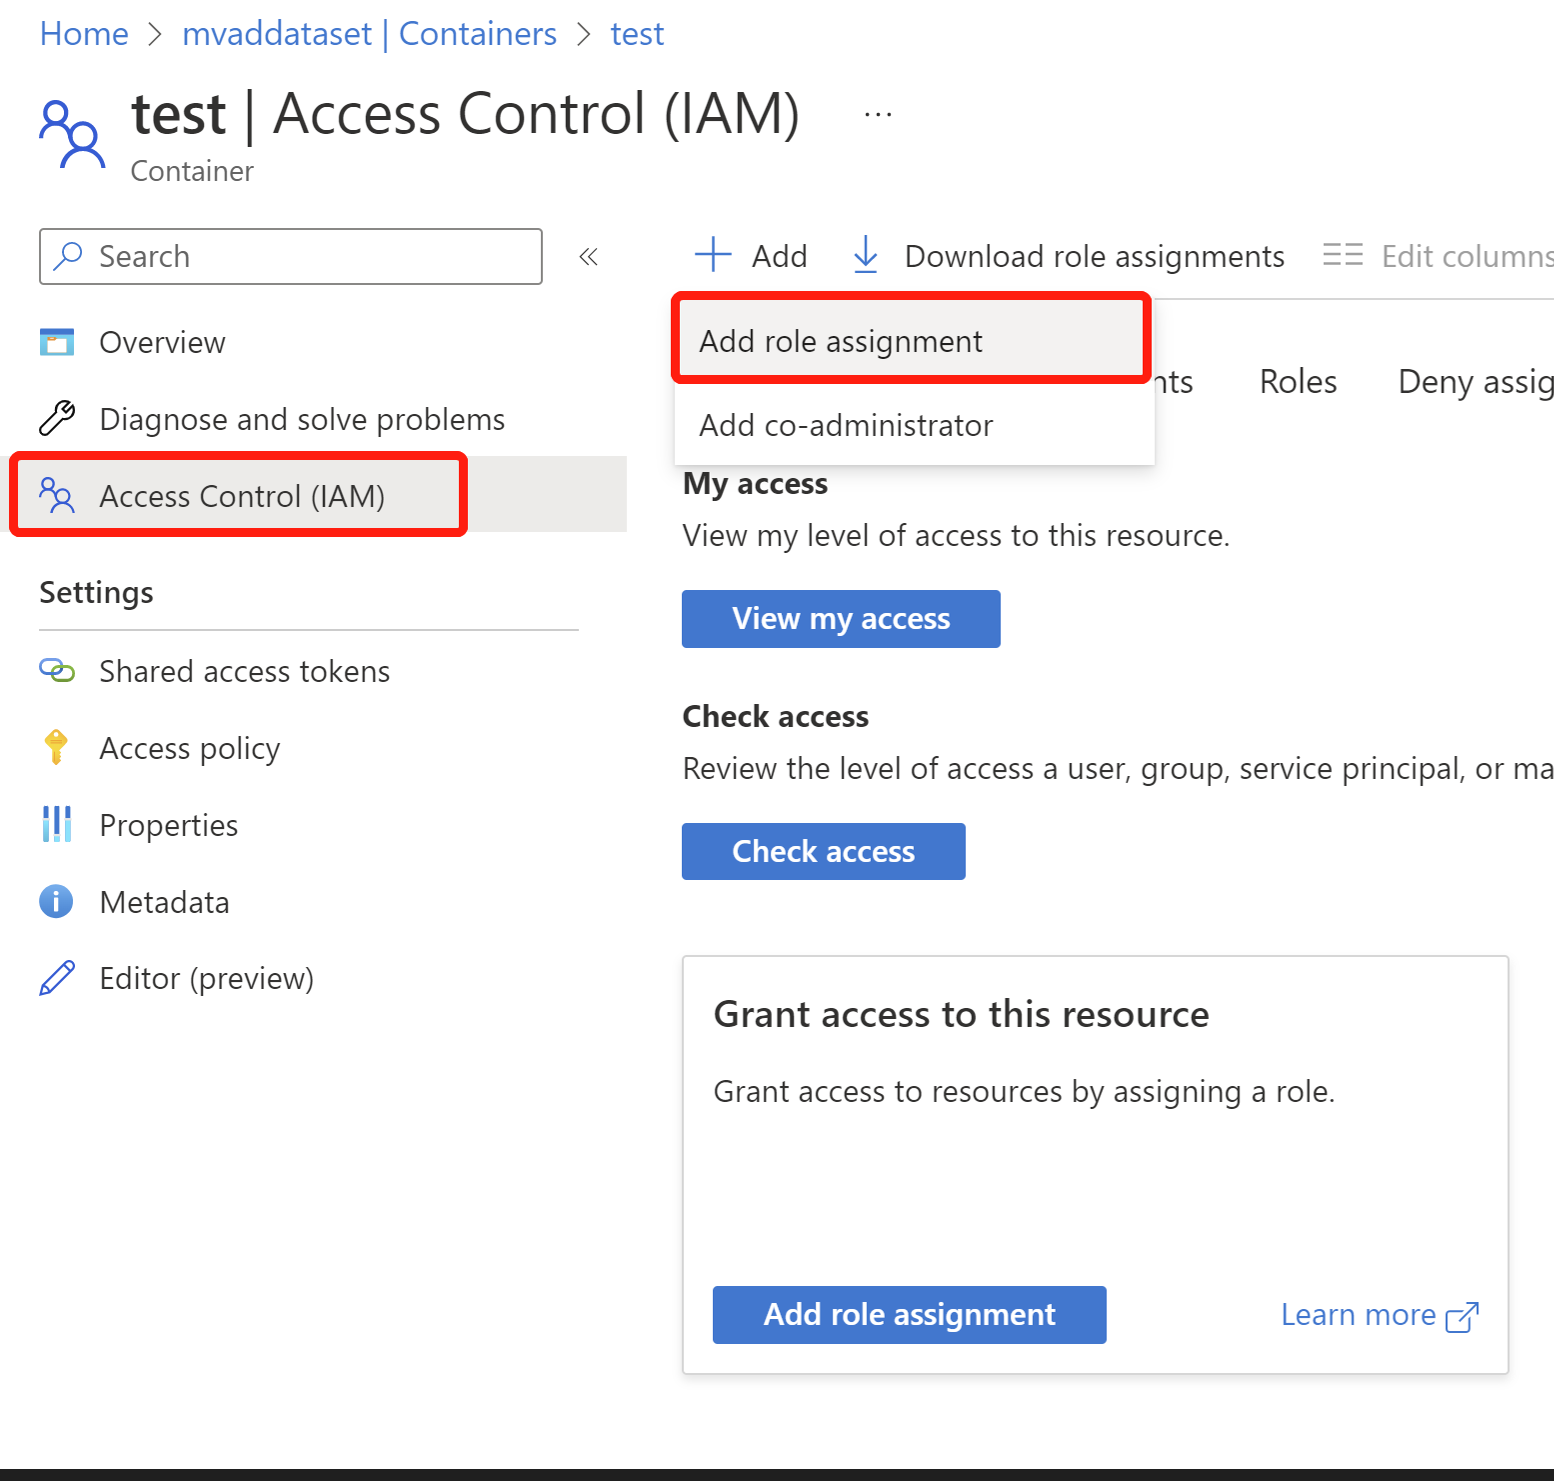 Home > mvaddataset | Containers > test
test | Access Control (IAM) ...
Container
Search
«
Add
Download role assignments
Edit columns
Overview
Diagnose and solve problems
Access Control (IAM)
Settings
Shared access tokens
Access policy
Properties
Metadata
Editor (preview)
Add role assignment
Add co-administrator
nts
Roles
Deny assig
My access
View my level of access to this resource.
View my access
Check access
Review the level of access a user, group, service principal, or ma
Check access
Grant access to this resource
Grant access to resources by assigning a role.
Add role assignment
Learn more